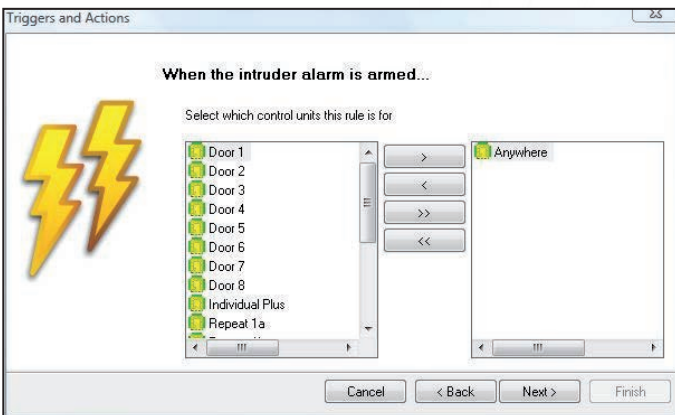 Triggers and Actions
When the intruder alarm is armed...
Select which control units this rule is for
Door 1
Door 2
Door 3
Door 4
Door 5
Door 6
Door 7
Door 8
Individual Plus
Repeat 1a
>
<
>>
<<
Anywhere
Cancel
< Back
Next >
Finish